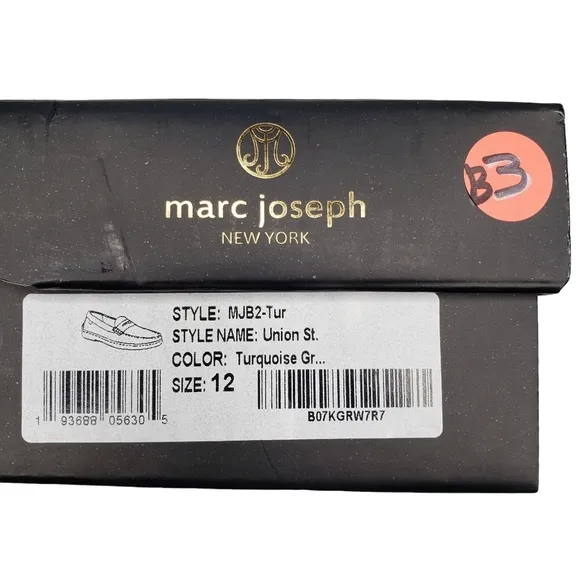 marc joseph
NEW YORK
B3
STYLE: MJB2-Tur
STYLE NAME: Union St.
COLOR: Turquoise Gr...
SIZE: 12
1 93688 05630 5
B07KGRW7R7